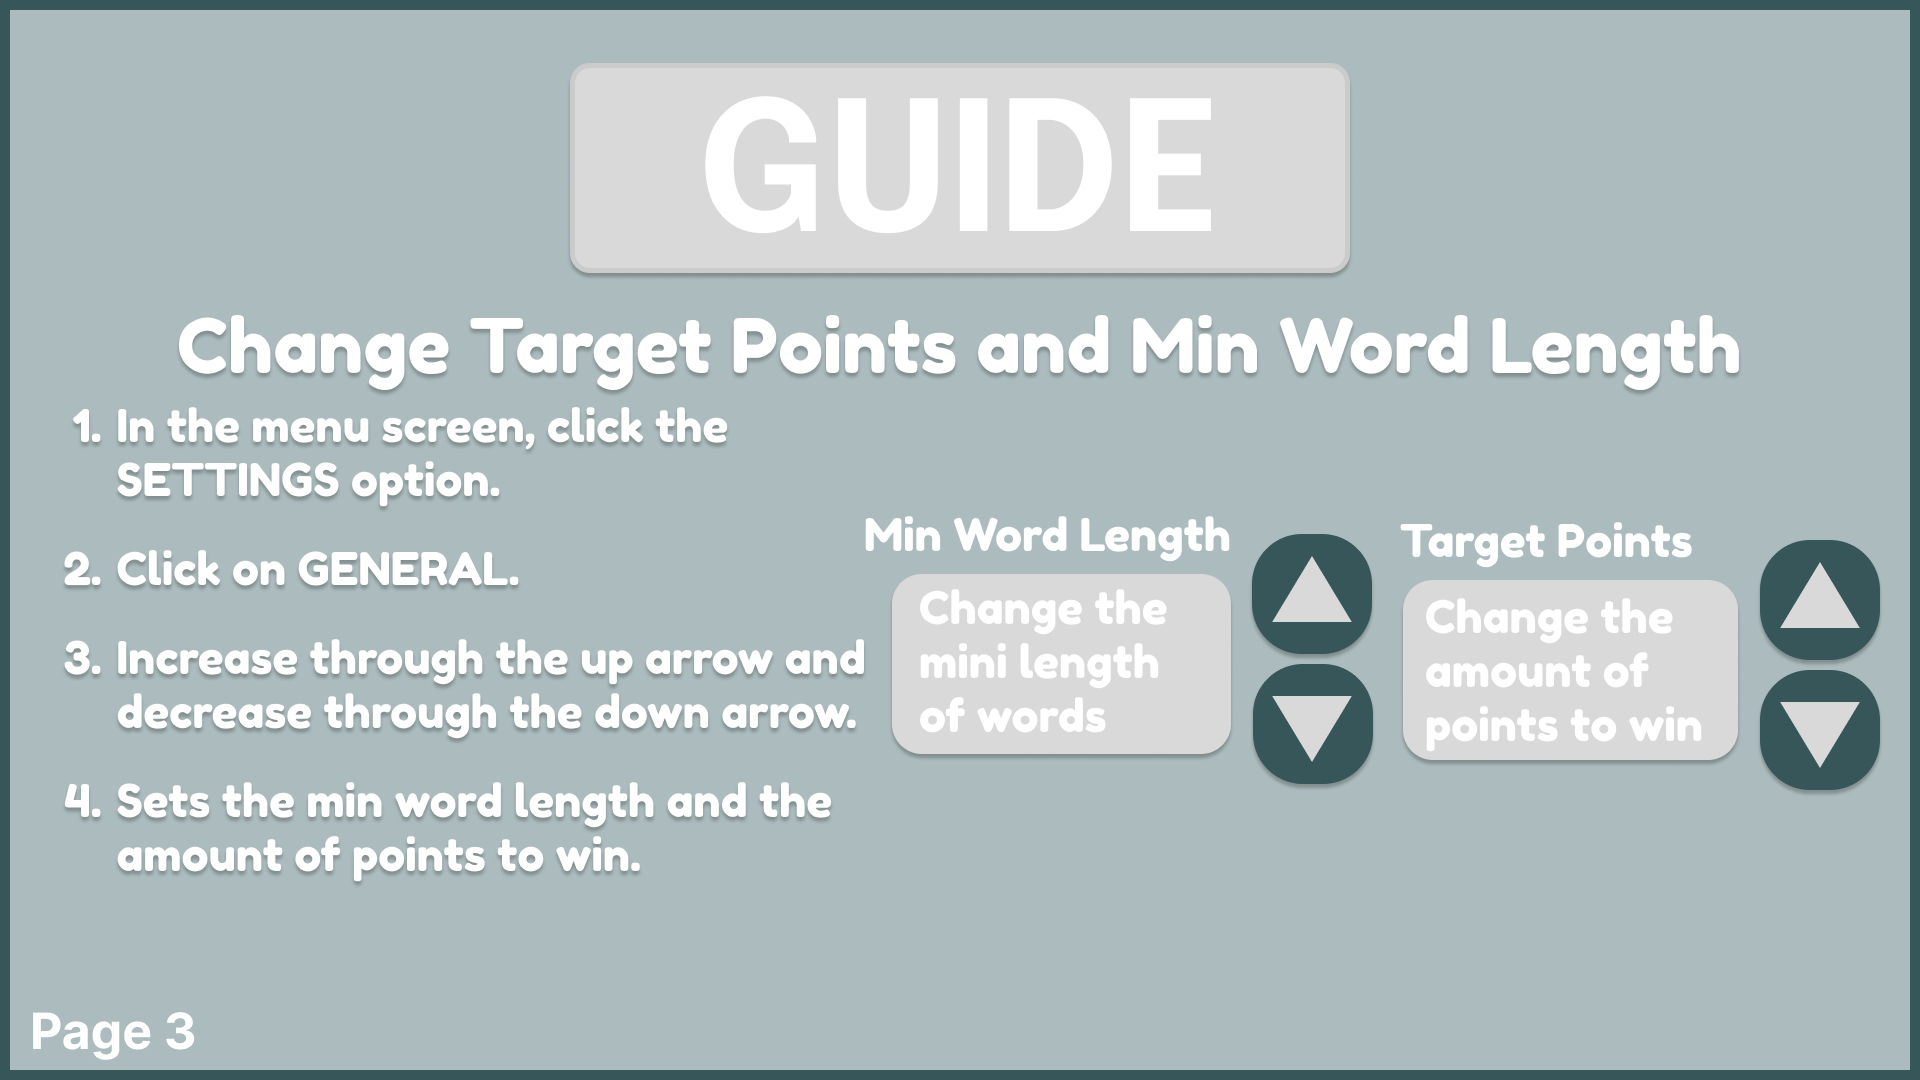 GUIDE
Change Target Points and Min Word Length
1. In the menu screen, click the
SETTINGS option.
2. Click on GENERAL.
3. Increase through the up arrow and
decrease through the down arrow.
4. Sets the min word length and the
amount of points to win.
Min Word Length
Change the
mini length
of words
Target Points
Change the
amount of
points to win
Page 3